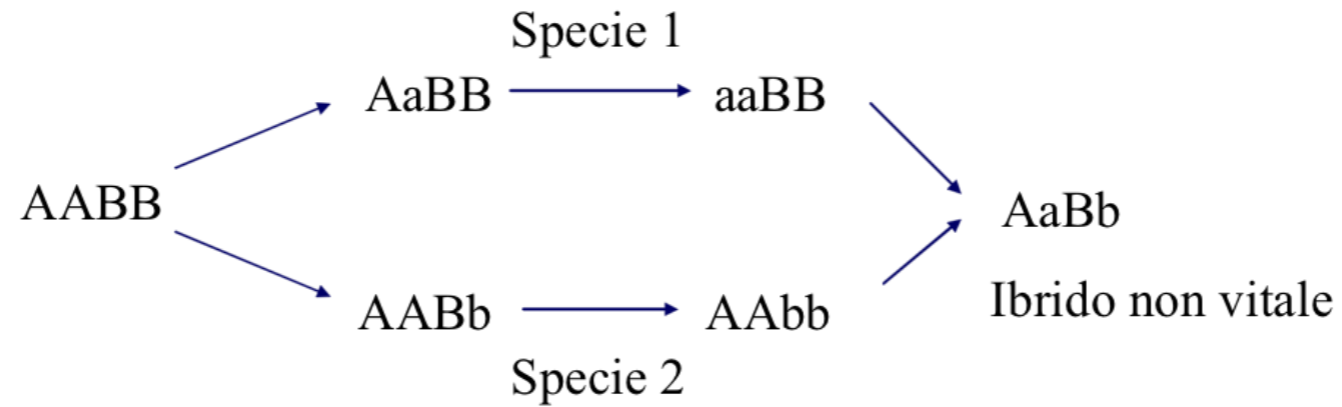 Specie 1
AaBB aaBB
AABB
AaBb
Ibrido non vitale
AABb AAbb
Specie 2